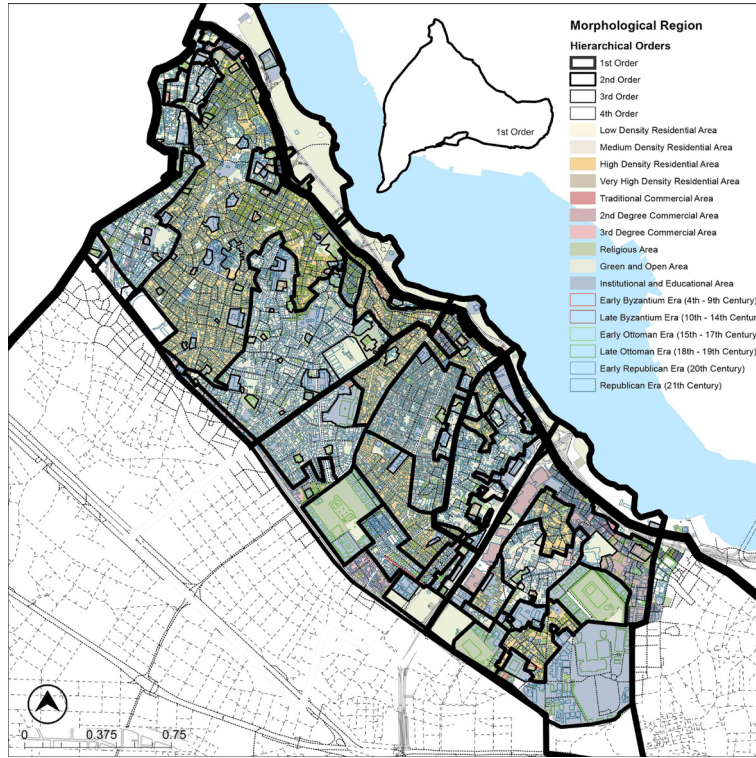 Morphological Region
Hierarchical Orders
1st Order
2nd Order
3rd Order
4th Order
Low Density Residential Area
Medium Density Residential Area
High Density Residential Area
Very High Density Residential Area
Traditional Commercial Area
2nd Degree Commercial Area
3rd Degree Commercial Area
Religious Area
Green and Open Area
Institutional and Educational Area
Early Byzantium Era (4th - 9th Century)
Late Byzantium Era (10th - 14th Centur
Early Ottoman Era (15th - 17th Century)
Late Ottoman Era (18th - 19th Century)
Early Republican Era (20th Century)
Republican Era (21th Century)
1st Order
0 0.375 0.75